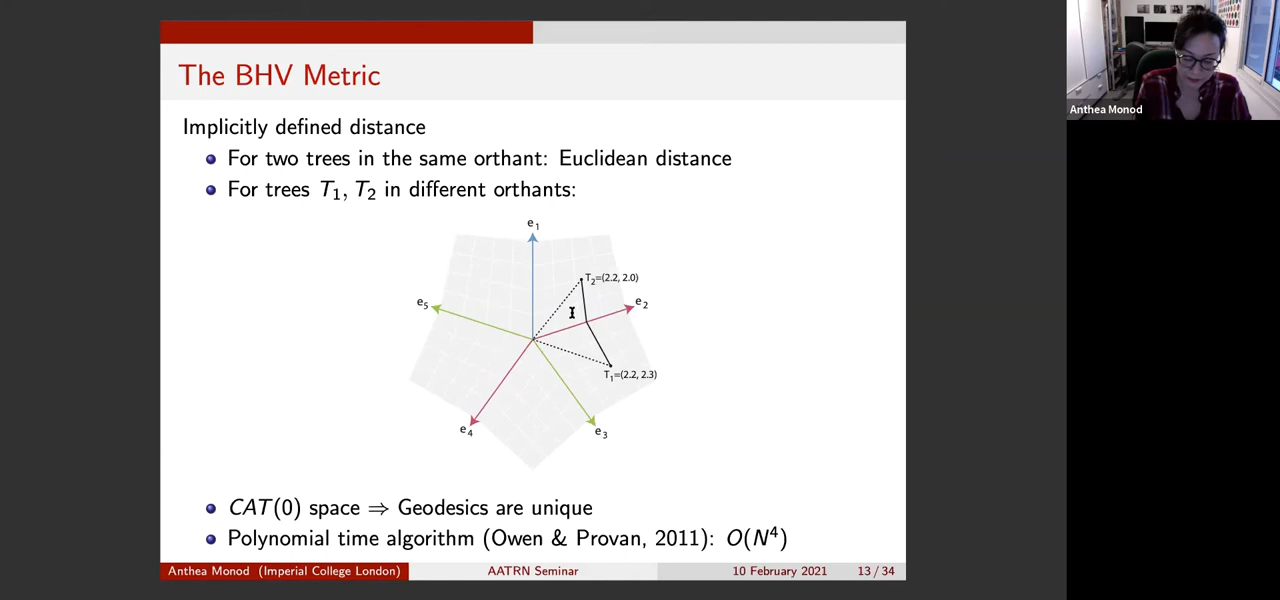 The BHV Metric
Anthea Monod
Implicitly defined distance
For two trees in the same orthant: Euclidean distance
For trees T₁, T₂ in different orthants:
e₁
T₂=(2.2, 2.0)
e₂
e₅
T₁=(2.2, 2.3)
e₄
e₃
CAT(0) space ⇒ Geodesics are unique
Polynomial time algorithm (Owen & Provan, 2011): O(N⁴)
Anthea Monod (Imperial College London) AATRN Seminar 10 February 2021 13 / 34